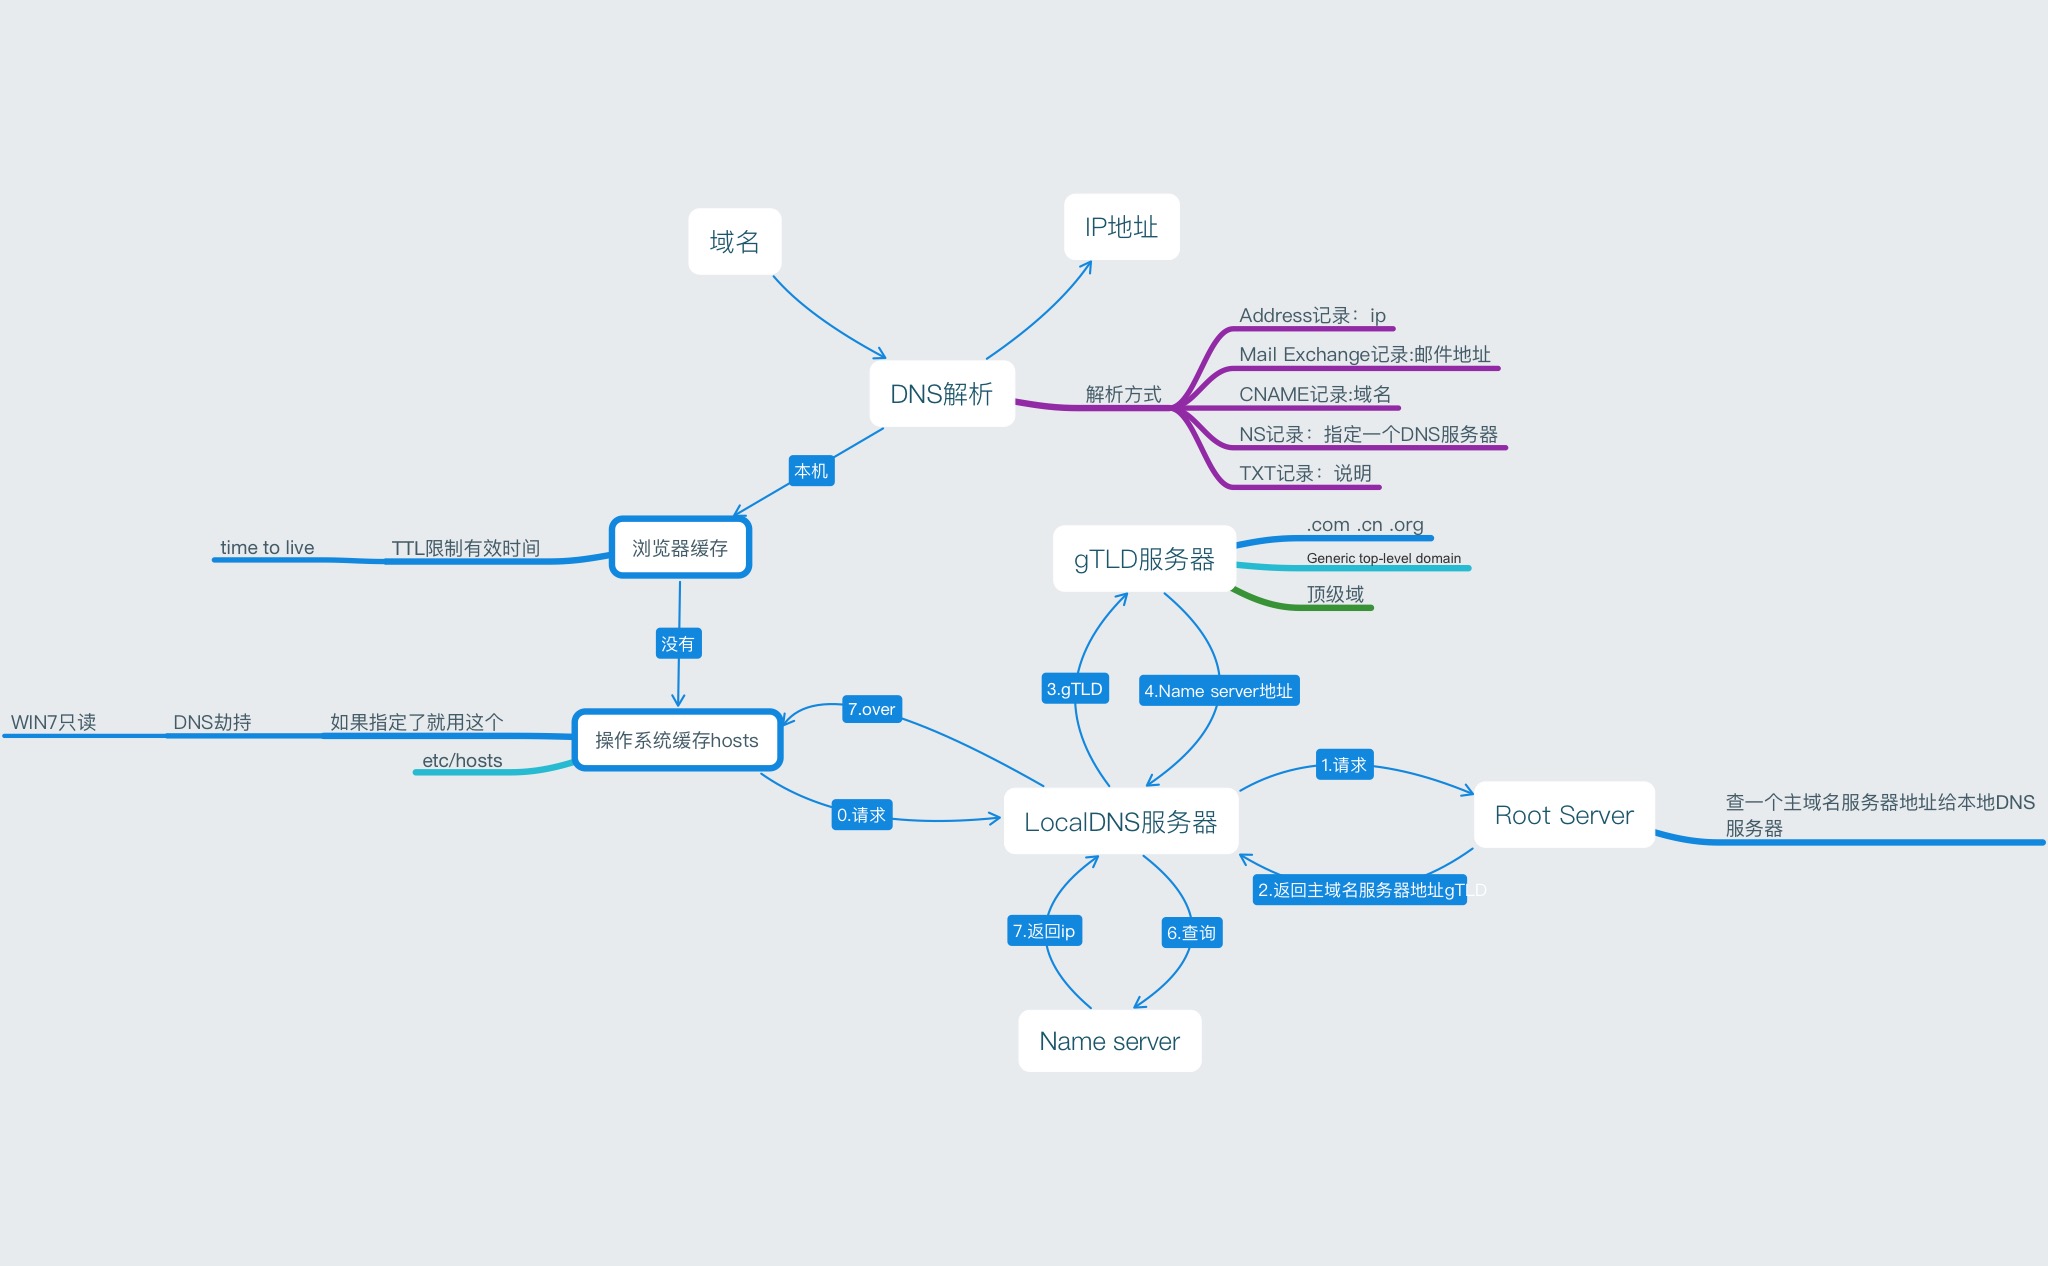 域名
IP地址
DNS解析
解析方式
Address记录：ip
Mail Exchange记录:邮件地址
CNAME记录:域名
NS记录：指定一个DNS服务器
TXT记录：说明
本机
浏览器缓存
TTL限制有效时间
time to live
没有
操作系统缓存hosts
如果指定了就用这个
DNS劫持
WIN7只读
etc/hosts
7.over
0.请求
gTLD服务器
.com .cn .org
Generic top-level domain
顶级域
3.gTLD
4.Name server地址
LocalDNS服务器
1.请求
Root Server
查一个主域名服务器地址给本地DNS
服务器
2.返回主域名服务器地址gTLD
7.返回ip
6.查询
Name server